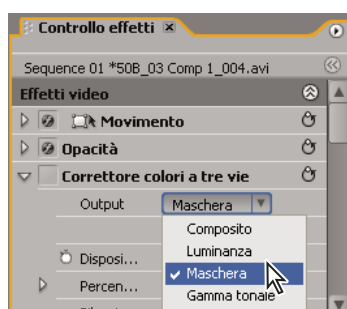 Controllo effetti
Sequence 01 *50B_03 Comp 1_004.avi
Effetti video
Movimento
Opacità
Correttore colori a tre vie
Output Maschera
Composito
Luminanza
Disposi...
Maschera
Percen...
Gamma tonale